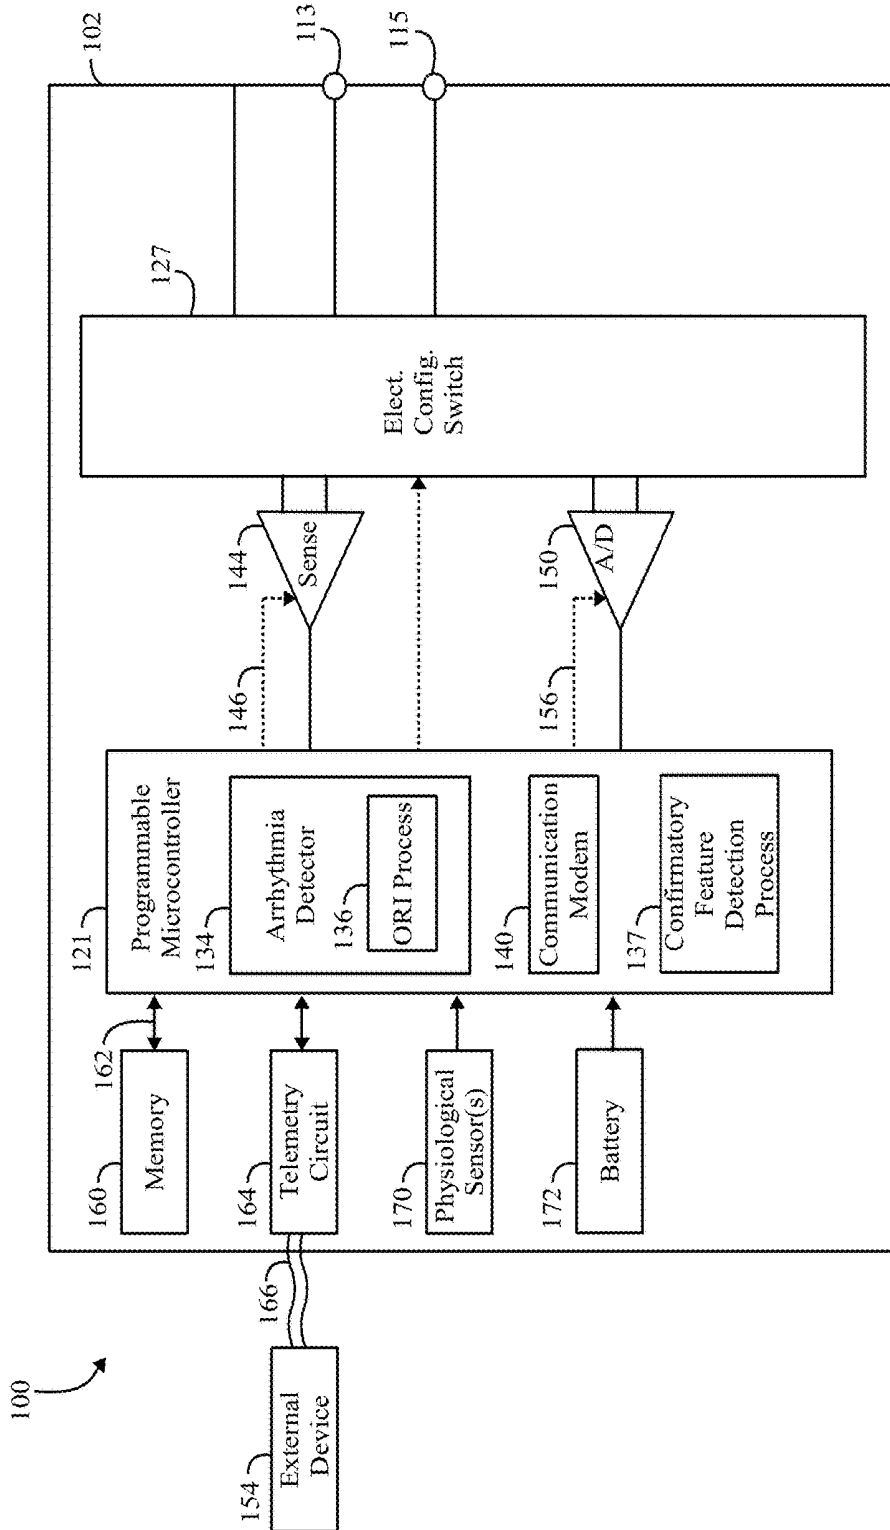 100
102
113
115
127
Elect.
Config.
Switch
144
Sense
146
150
A/D
156
121
Programmable
Microcontroller
134
Arrhythmia
Detector
136
ORI Process
140
Communication
Modem
137
Confirmatory
Feature
Detection
Process
162
160
Memory
164
Telemetry
Circuit
166
170
Physiological
Sensor(s)
172
Battery
154
External
Device